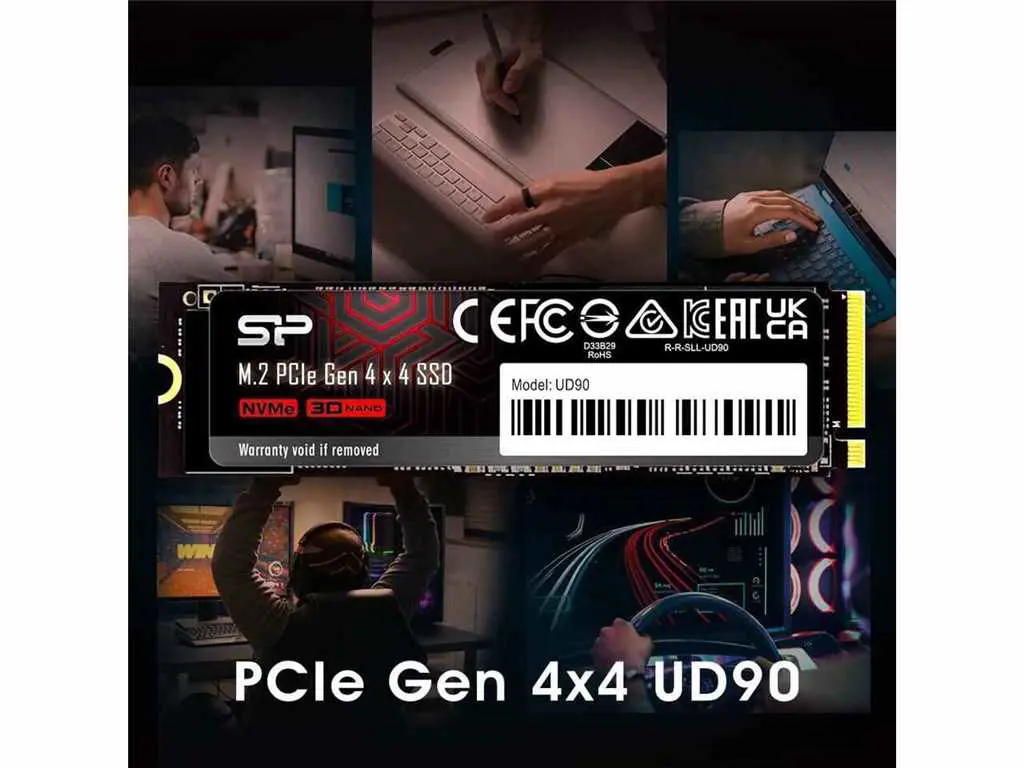 SP
M.2 PCIe Gen 4 x 4 SSD
NVMe 3D NAND
Warranty void if removed
CE FC EAC UK CA
D33B29
RoHS
R-R-SLL-UD90
Model: UD90
WIN
PCIe Gen 4x4 UD90